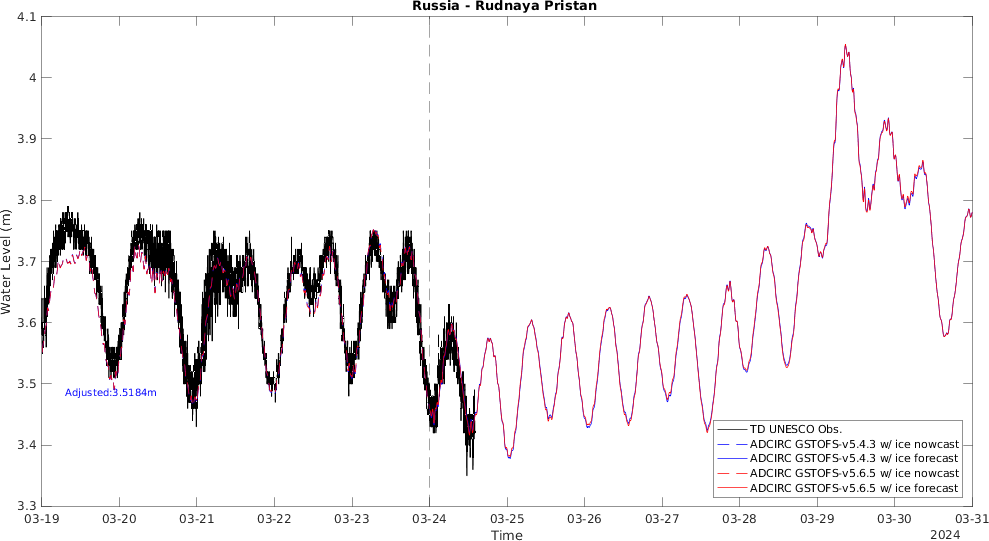 Russia - Rudnaya Pristan
4.1
4
3.9
3.8
3.7
3.6
3.5
3.4
3.3
Water Level (m)
Adjusted:3.5184m
TD UNESCO Obs.
ADCIRC GSTOFS-v5.4.3 w/ ice nowcast
ADCIRC GSTOFS-v5.4.3 w/ ice forecast
ADCIRC GSTOFS-v5.6.5 w/ ice nowcast
ADCIRC GSTOFS-v5.6.5 w/ ice forecast
03-19 03-20 03-21 03-22 03-23 03-24 03-25 03-26 03-27 03-28 03-29 03-30 03-31
Time
2024